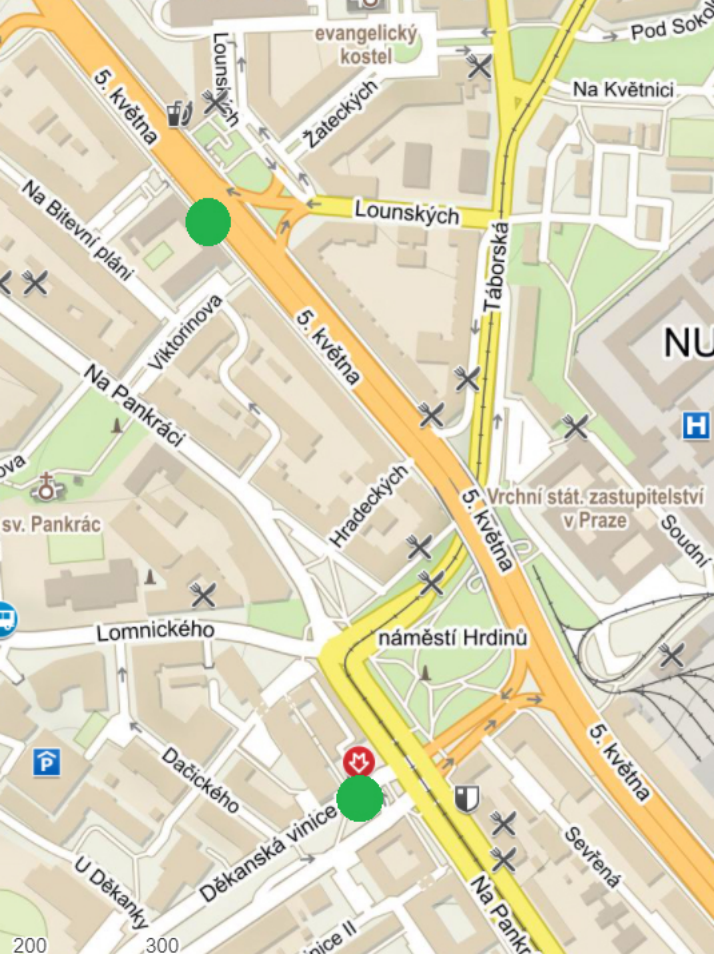 evangelický
kostel
Pod Sokol
Lounských
5. května
Žateckých
Na Květnici
Na Bitevní pláni
Lounských
Táborská
Viktorinova
5. května
NU
Na Pankráci
H
ova
sv. Pankrác
Hradeckých
5. května
Vrchní stát. zastupitelství
v Praze
Soudní
Lomnického
náměstí Hrdinů
P
Dačického
5. května
Děkanská vinice
Sevřená
U Děkanky
Na Pankr
nice II
200
300